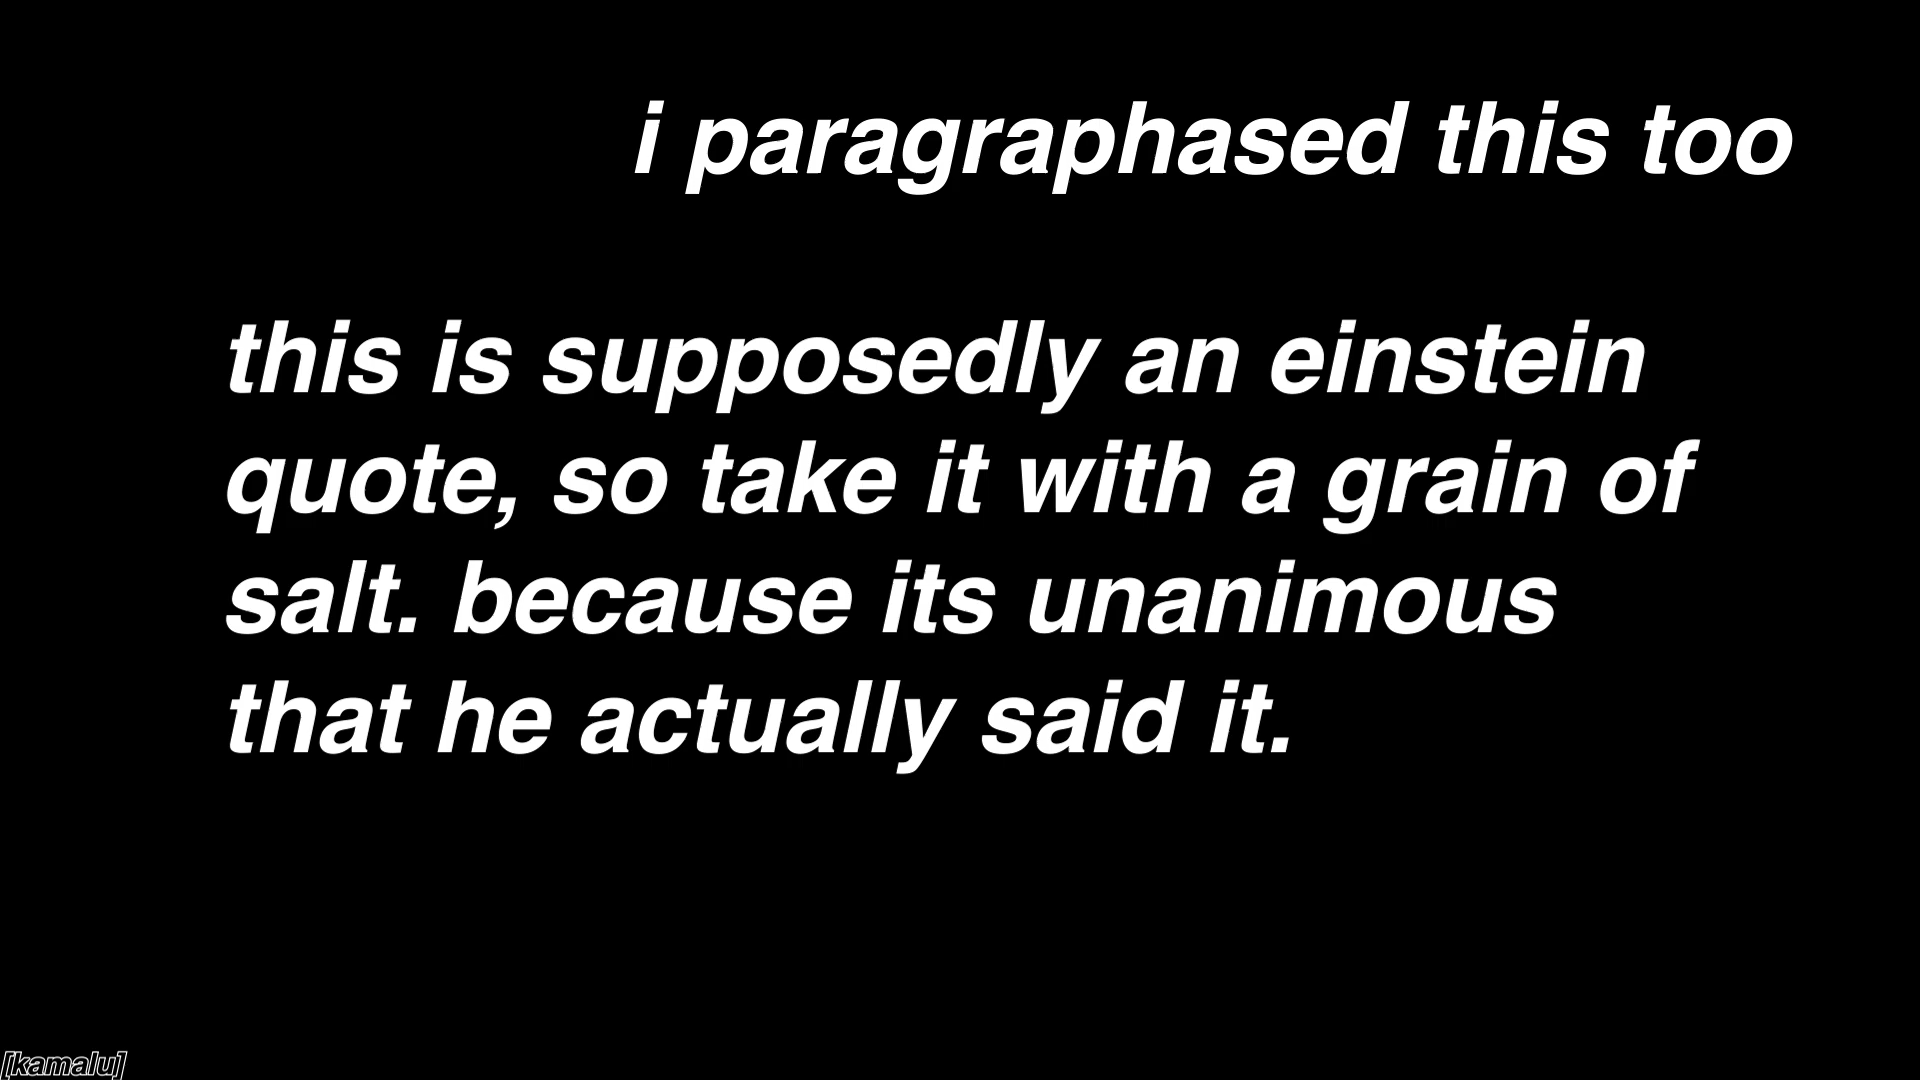 i paragraphased this too
this is supposedly an einstein
quote, so take it with a grain of
salt. because its unanimous
that he actually said it.
[kamalu]